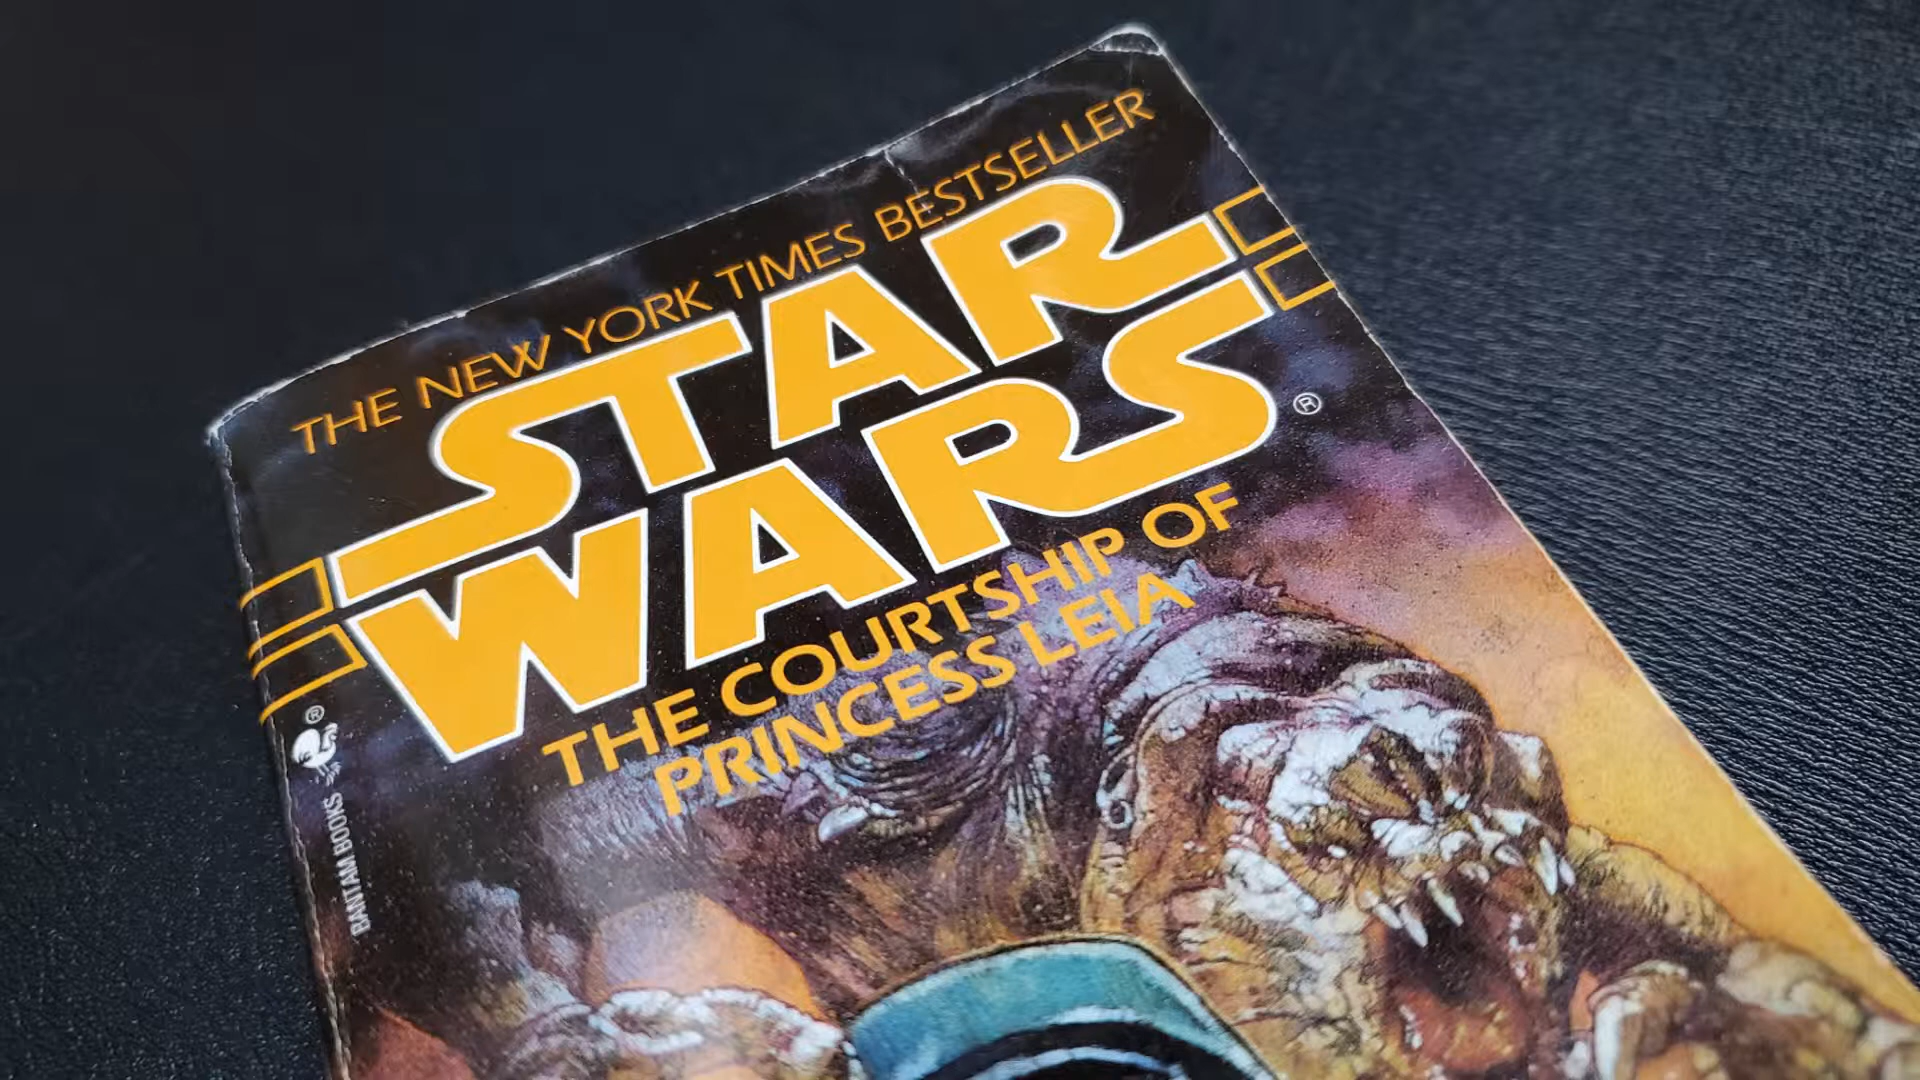 THE NEW YORK TIMES BESTSELLER
STAR
WARS®
THE COURTSHIP OF
PRINCESS LEIA
®
BANTAM BOOKS